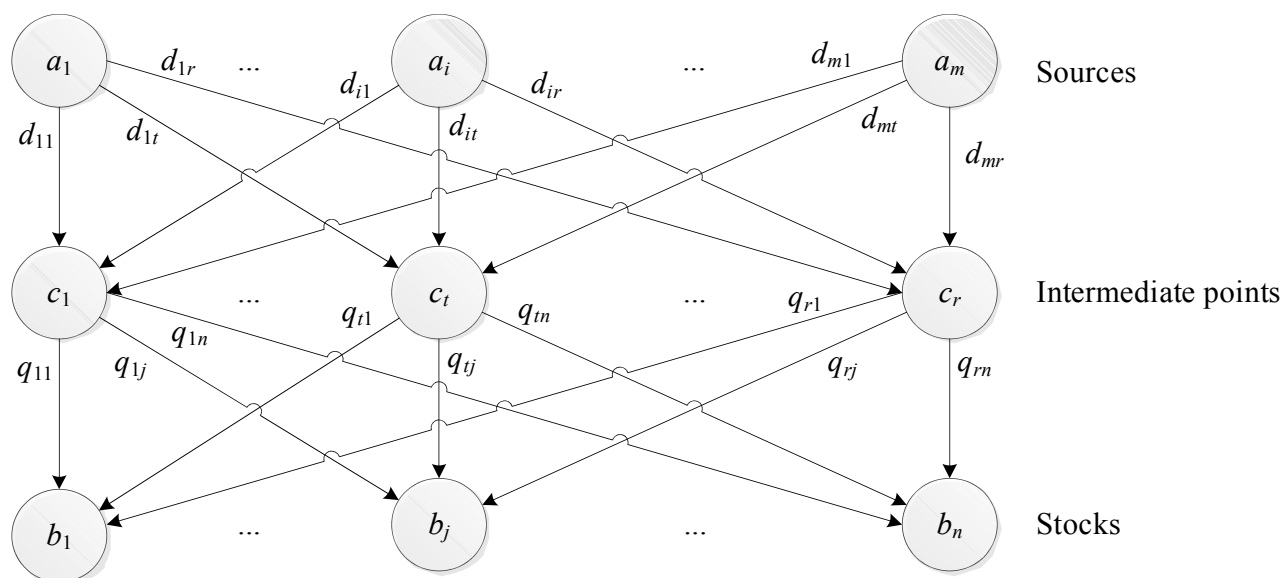 a1 ... ai ... am Sources
d1r di1 dir dm1
d11 d1t dit dmt dmr
c1 ... ct ... cr Intermediate points
q1n qt1 qtn qr1
q11 q1j qtj qrj qrn
b1 ... bj ... bn Stocks